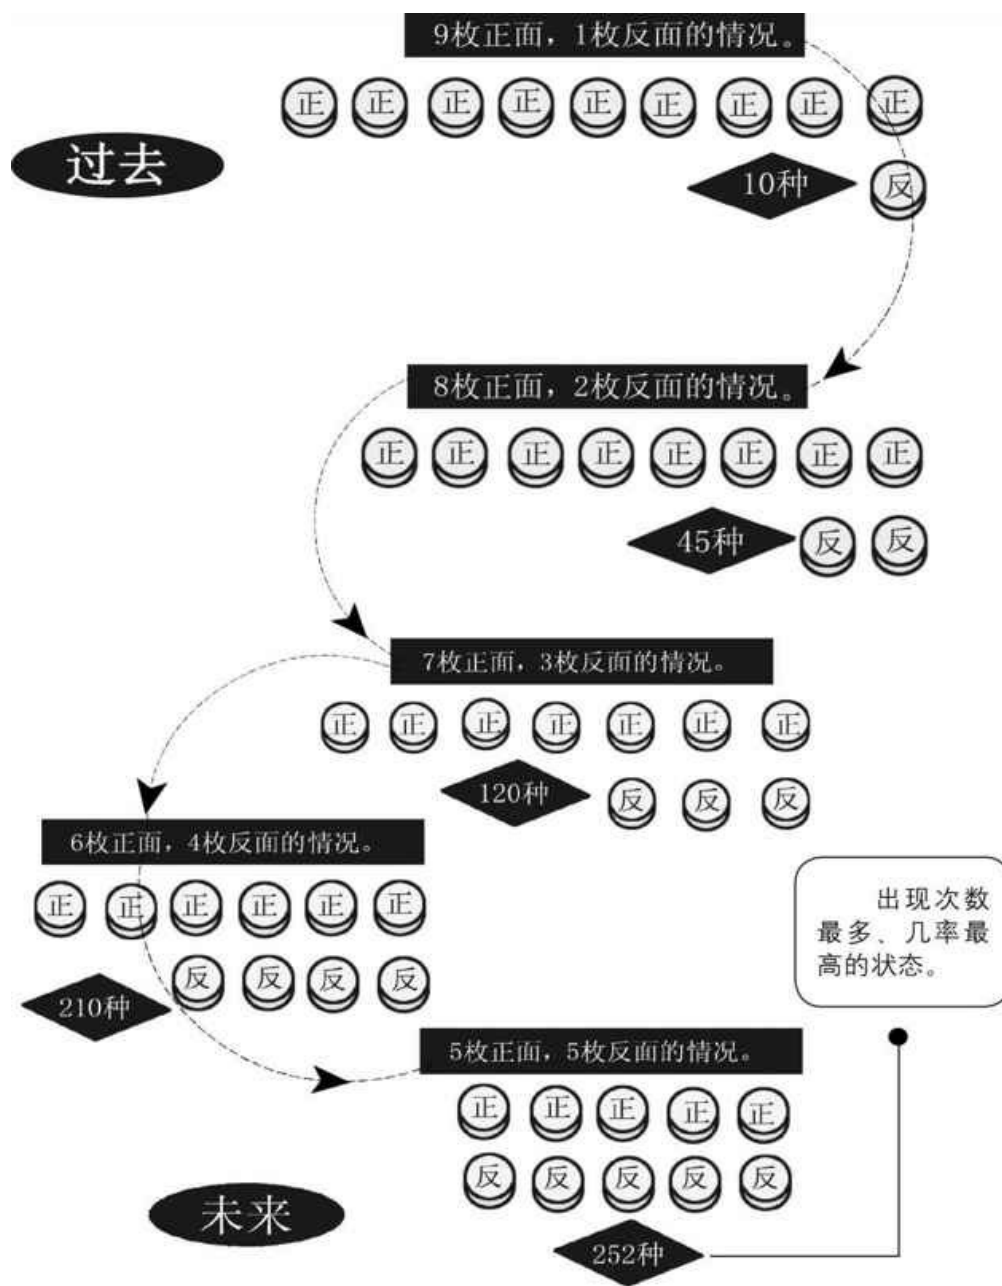 9枚正面，1枚反面的情况。
正 正 正 正 正 正 正 正 正
过去
10种 反
8枚正面，2枚反面的情况。
正 正 正 正 正 正 正 正
45种 反 反
7枚正面，3枚反面的情况。
正 正 正 正 正 正 正
120种 反 反 反
6枚正面，4枚反面的情况。
正 正 正 正 正 正
反 反 反 反
210种
出现次数
最多、几率最
高的状态。
5枚正面，5枚反面的情况。
正 正 正 正 正
反 反 反 反 反
未来
252种